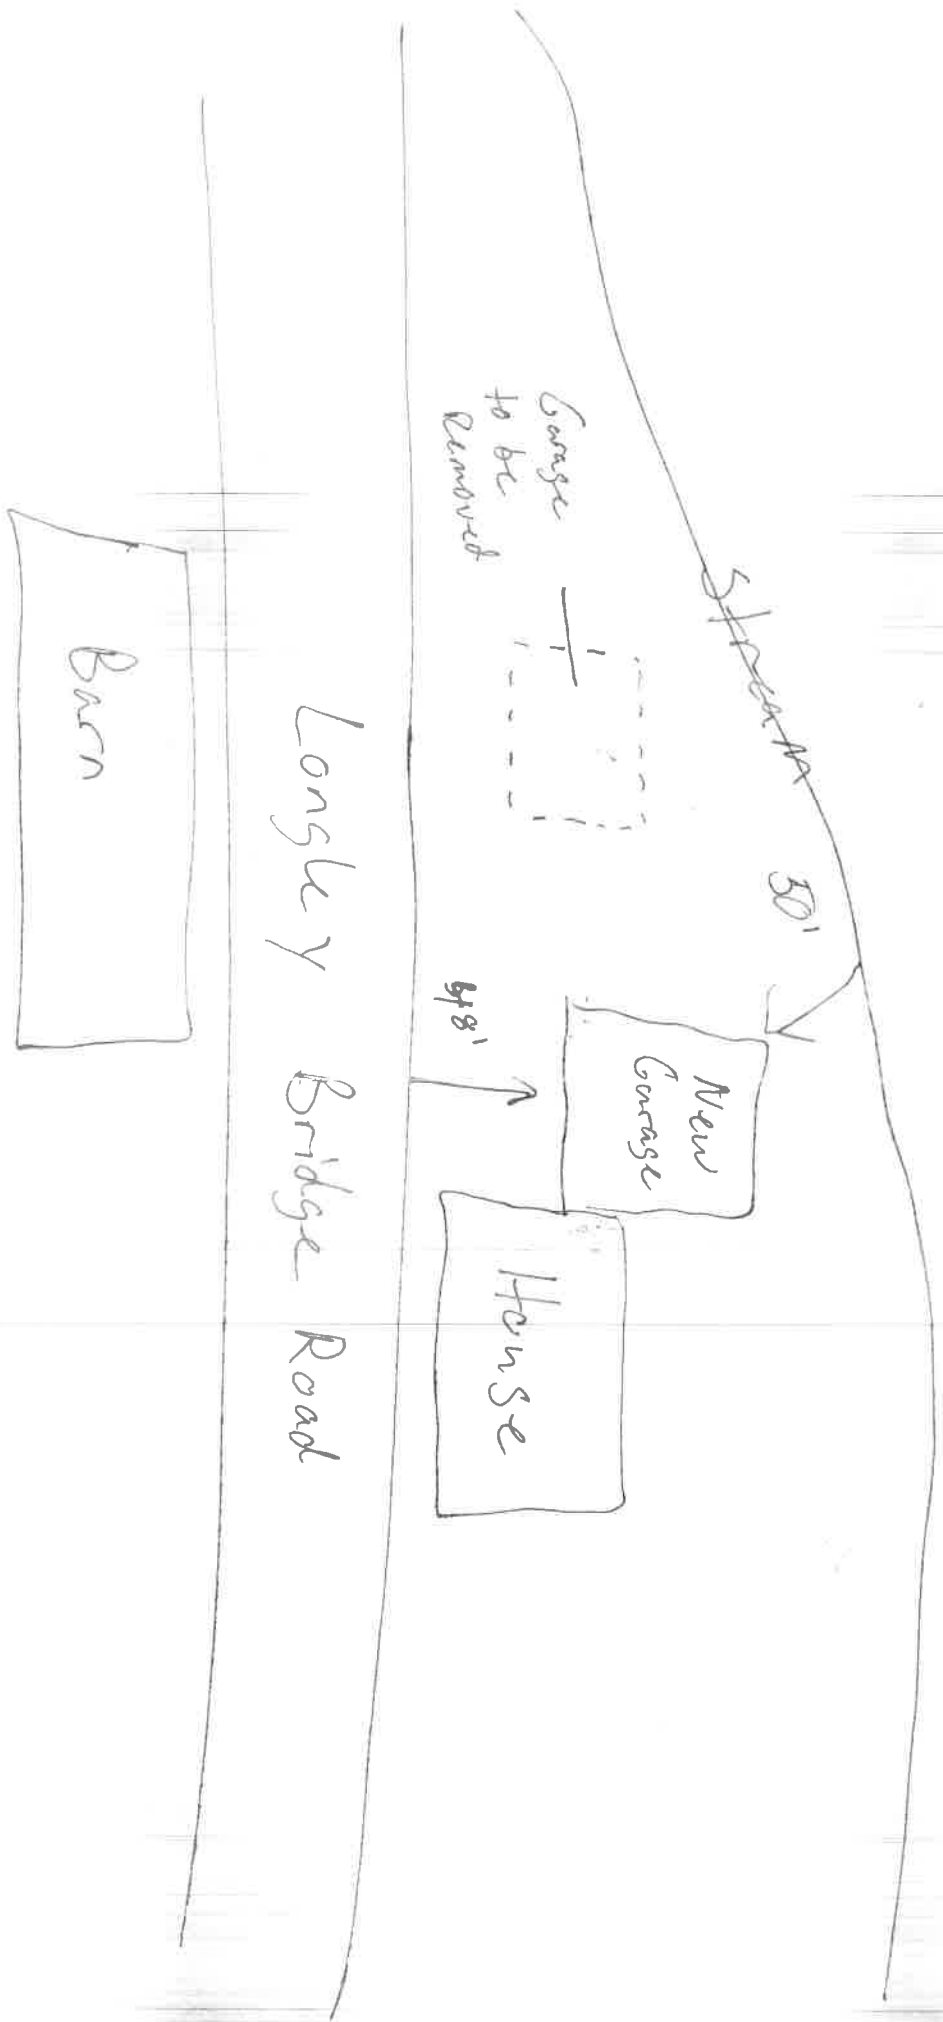 Stream
50'
Garage
to be
Removed
New
Garage
48'
House
Longley Bridge Road
Barn